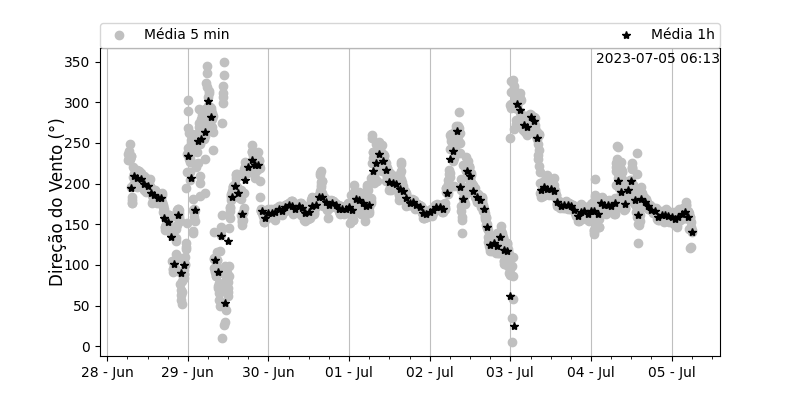 Média 5 min
Média 1h
2023-07-05 06:13
Direção do Vento (°)
350
300
250
200
150
100
50
0
28 - Jun
29 - Jun
30 - Jun
01 - Jul
02 - Jul
03 - Jul
04 - Jul
05 - Jul